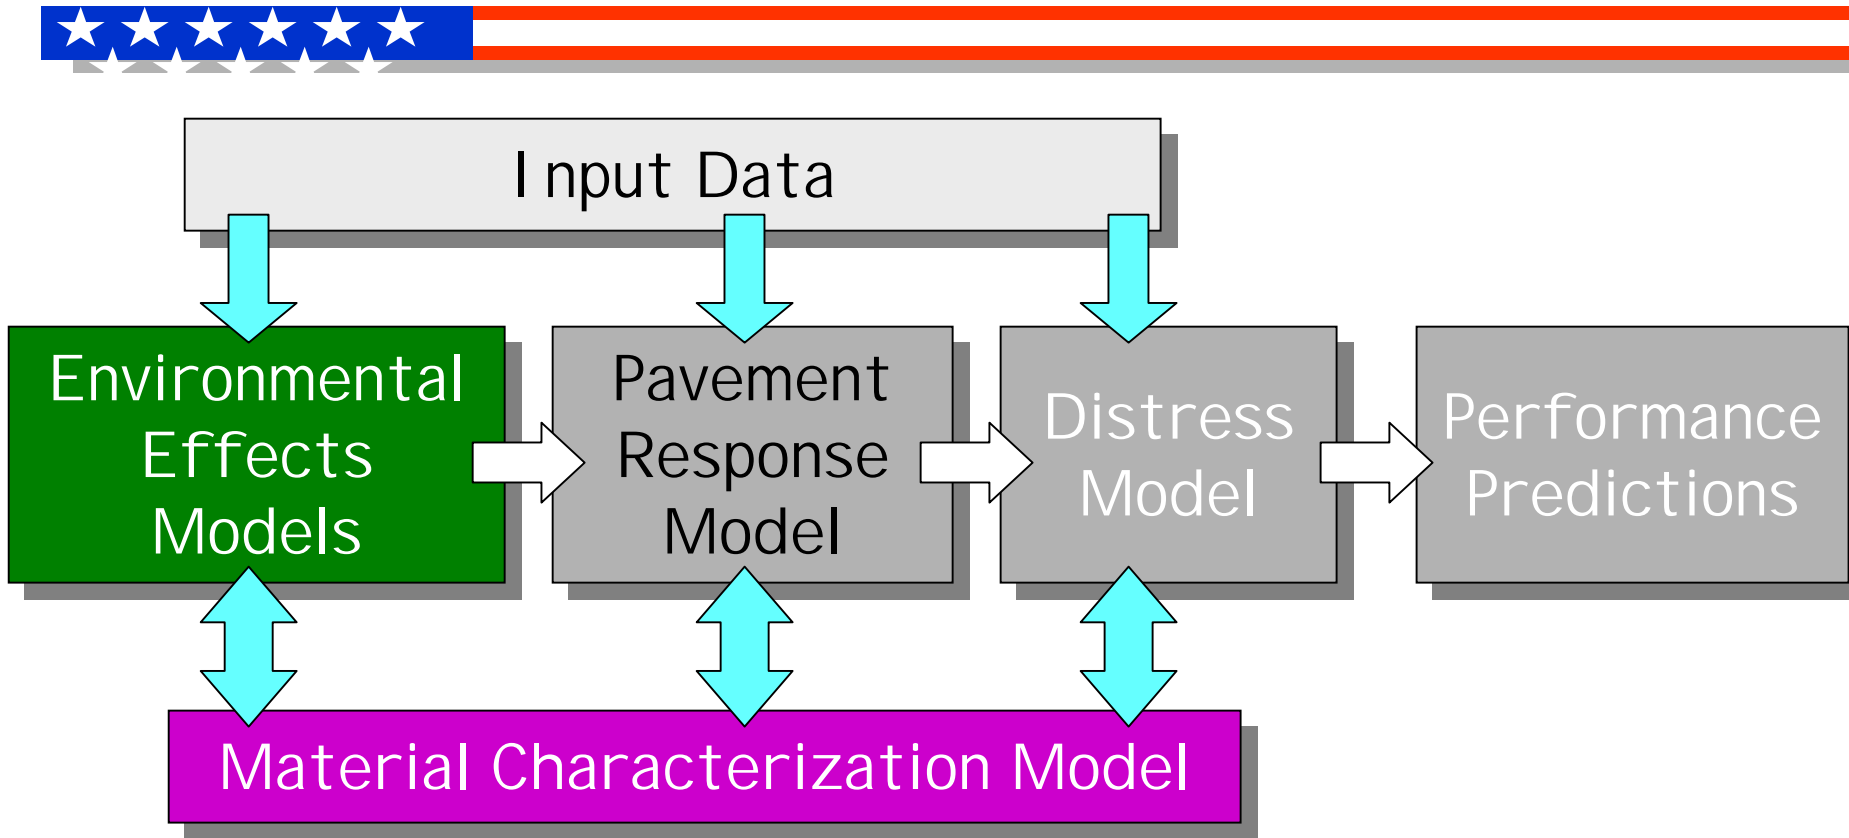 Input Data
Environmental
Effects
Models
Pavement
Response
Model
Distress
Model
Performance
Predictions
Material Characterization Model